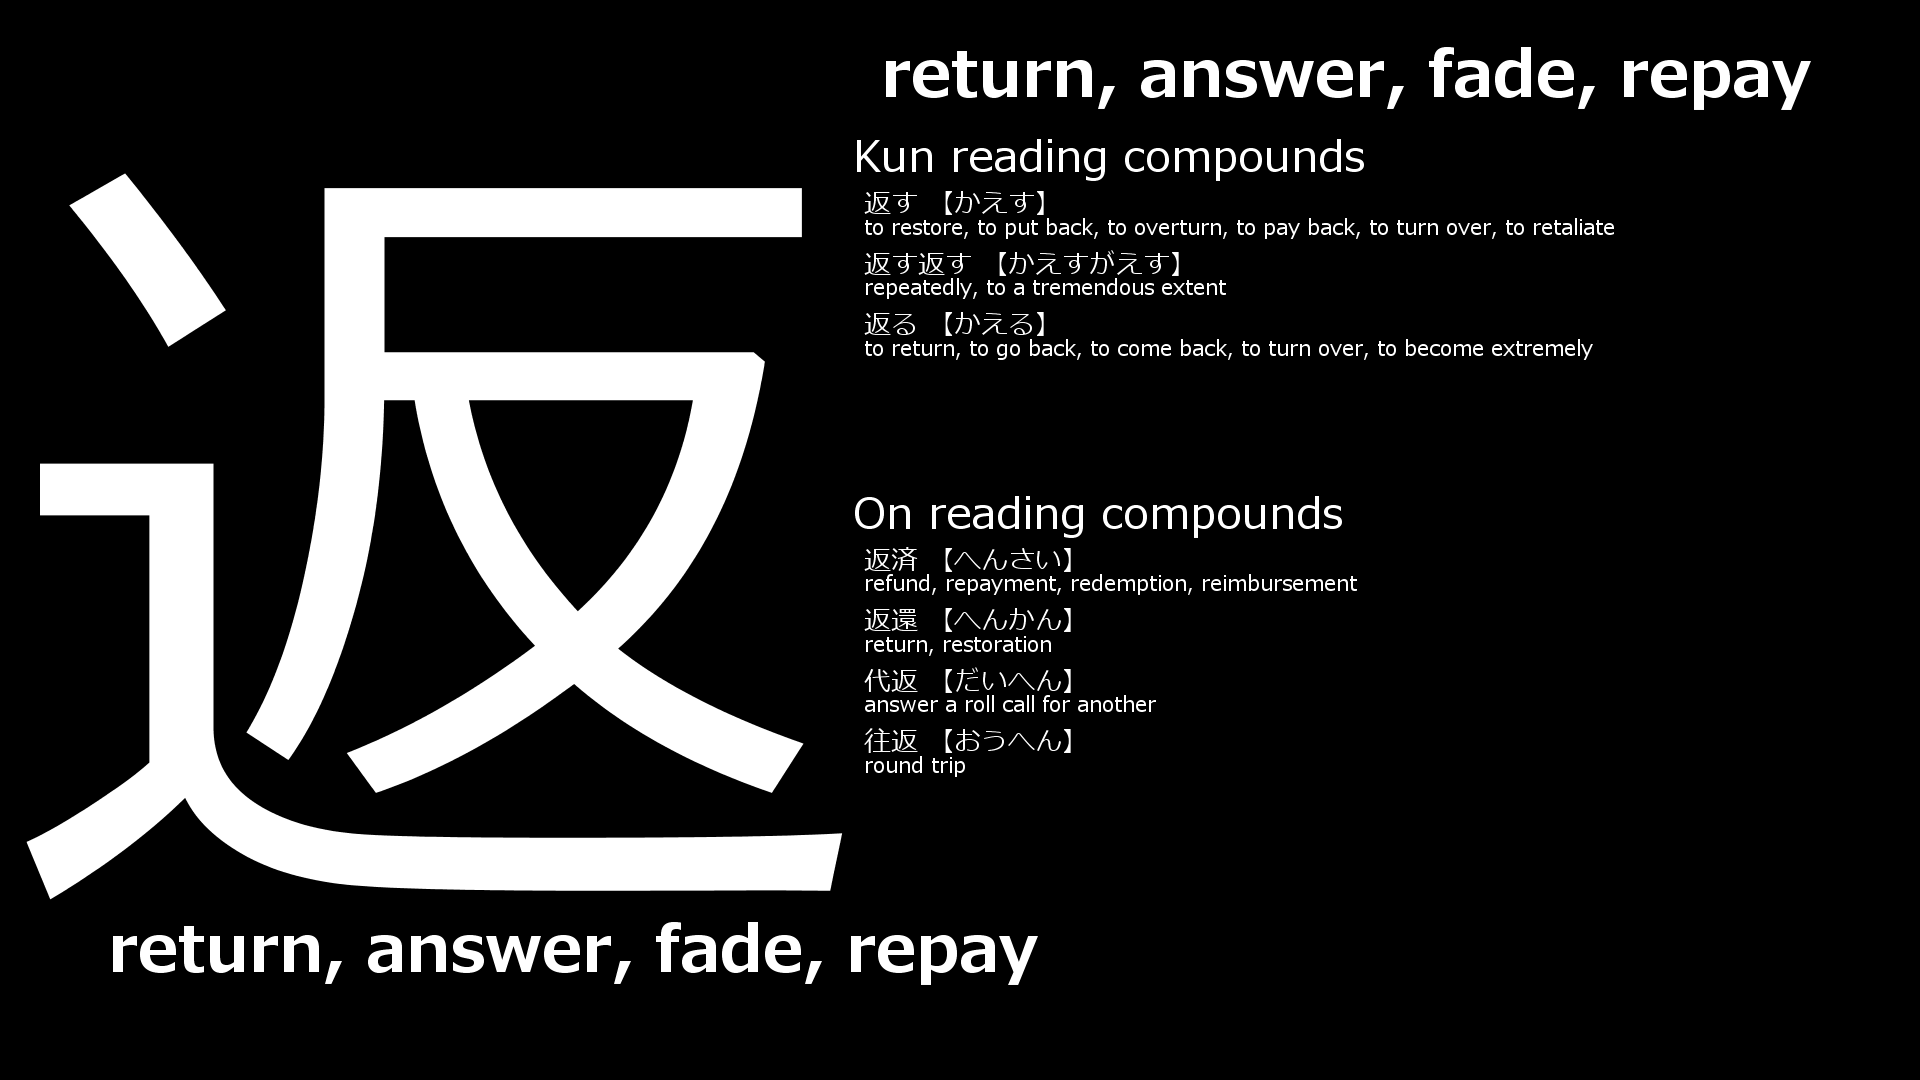 return, answer, fade, repay
返
Kun reading compounds
返す 【かえす】
to restore, to put back, to overturn, to pay back, to turn over, to retaliate
返す返す 【かえすがえす】
repeatedly, to a tremendous extent
返る 【かえる】
to return, to go back, to come back, to turn over, to become extremely
On reading compounds
返済 【へんさい】
refund, repayment, redemption, reimbursement
返還 【へんかん】
return, restoration
代返 【だいへん】
answer a roll call for another
往返 【おうへん】
round trip
return, answer, fade, repay